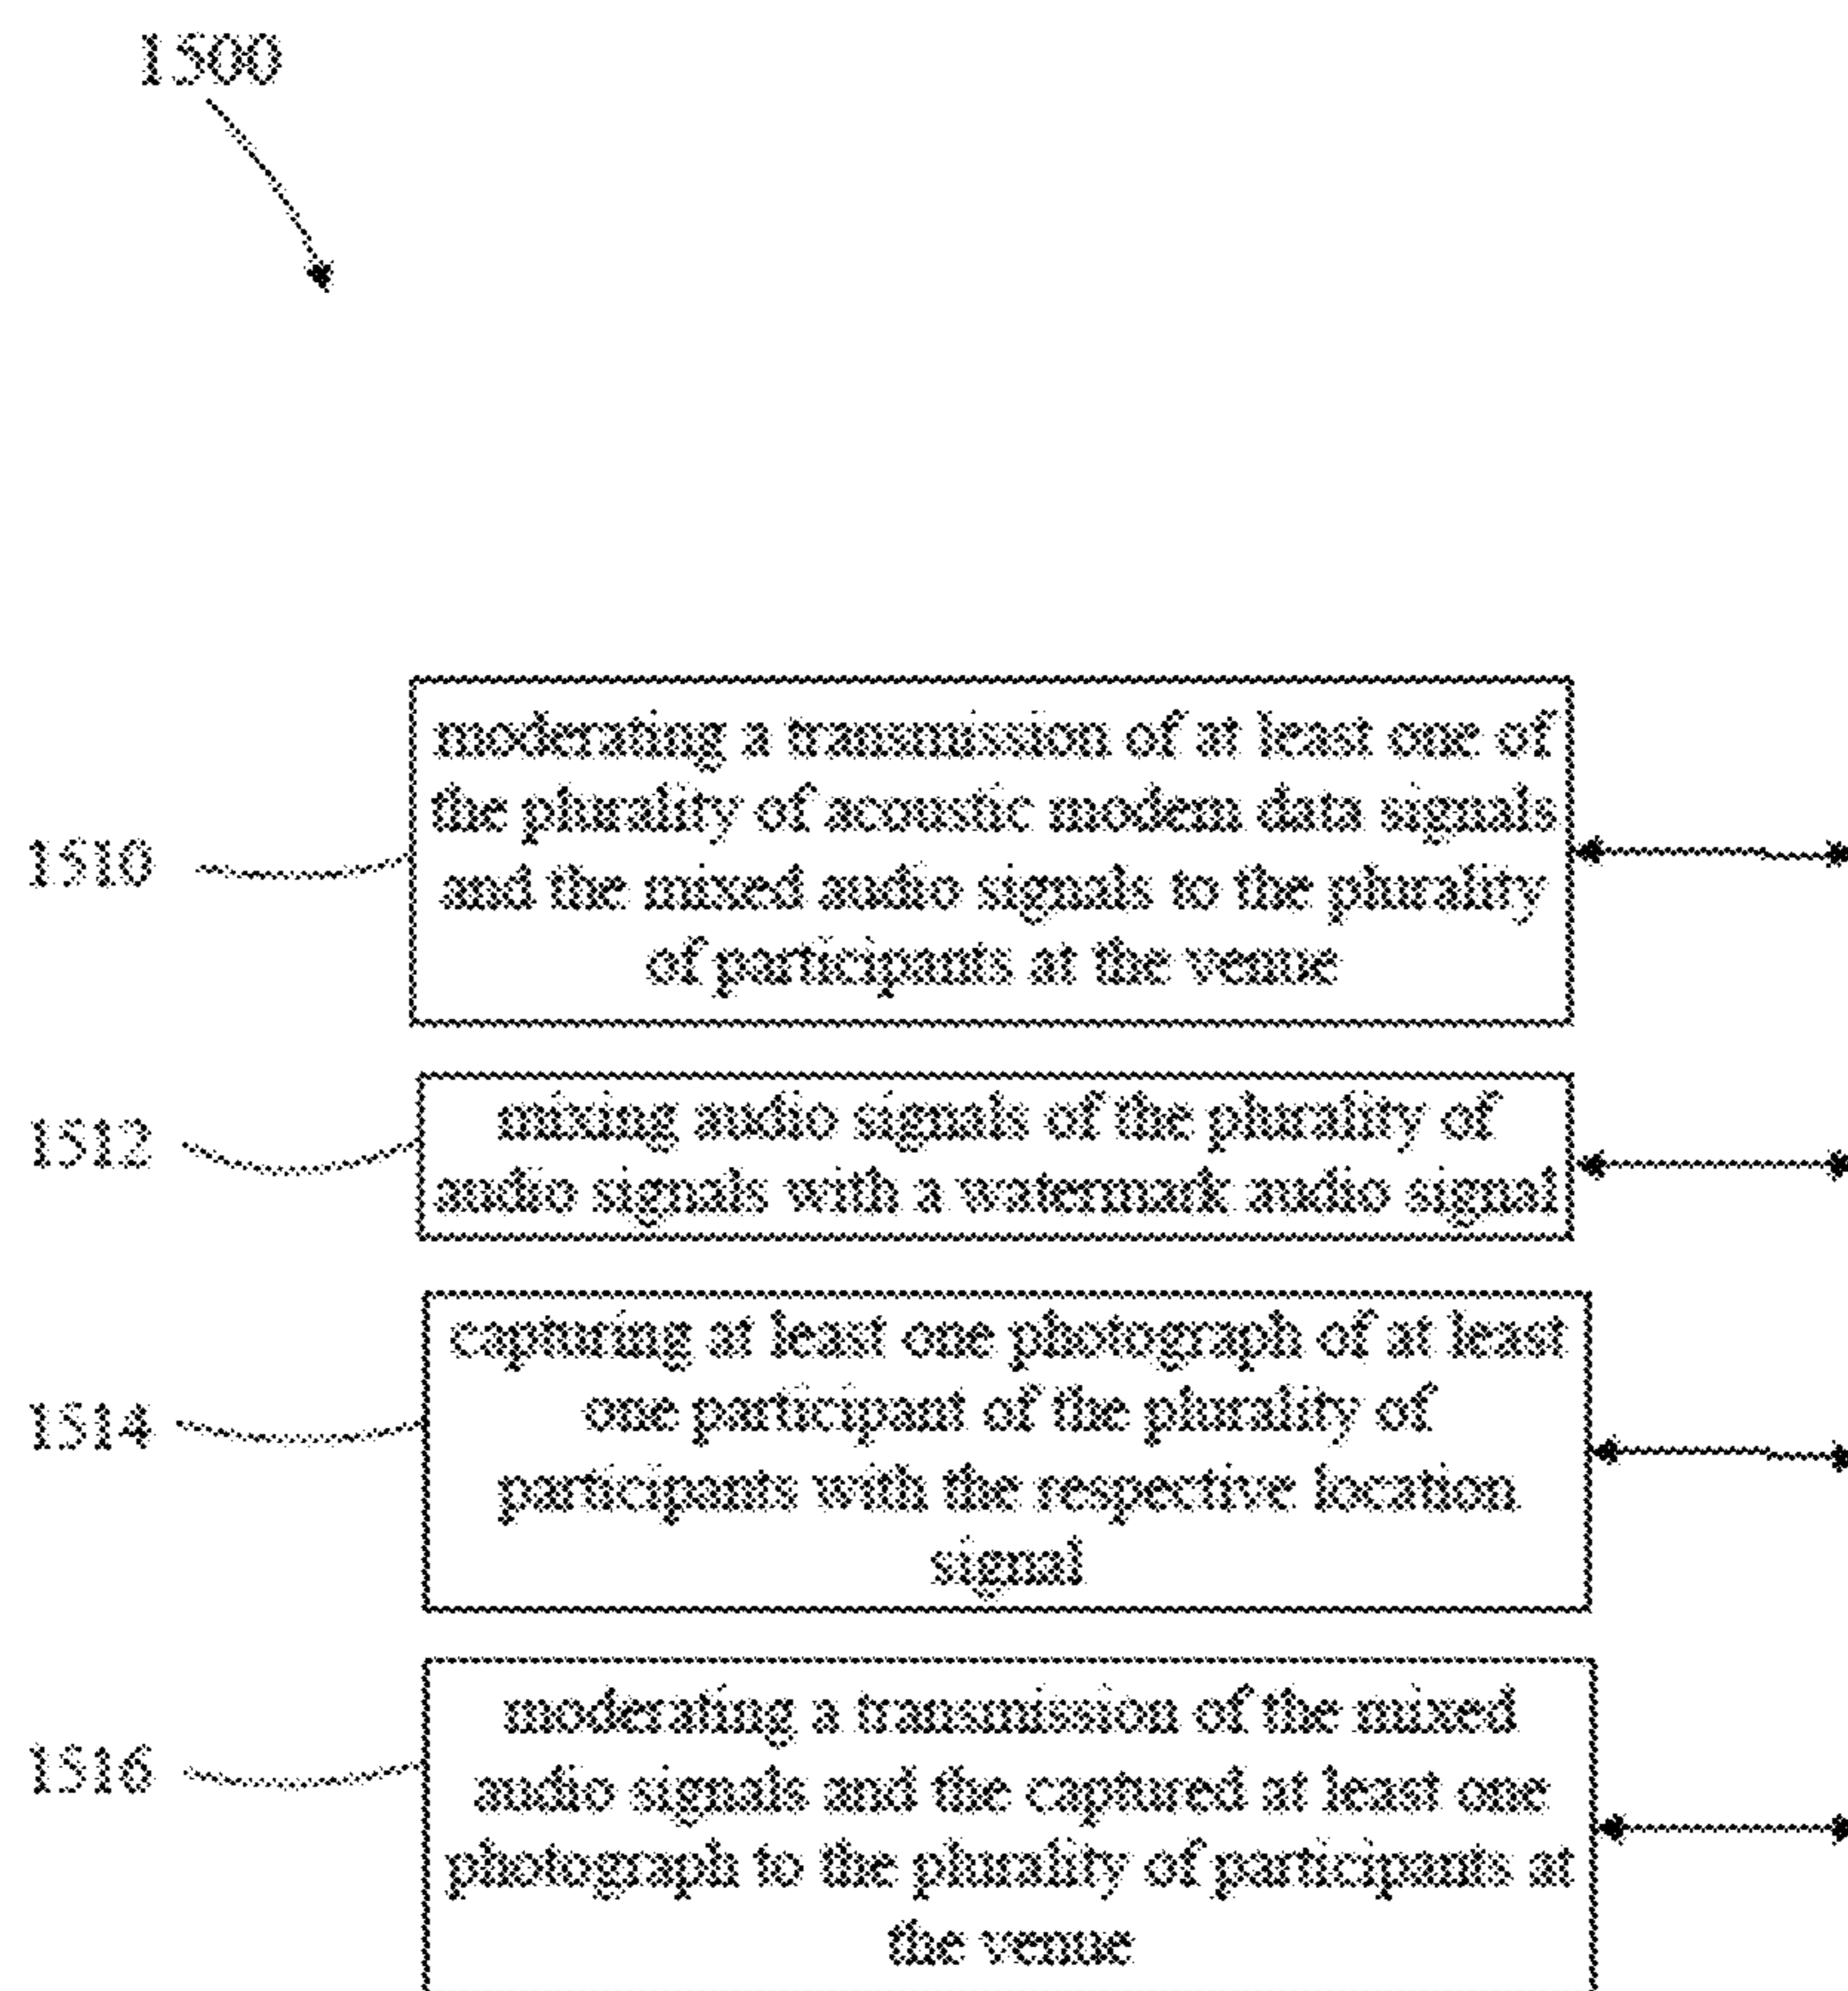 1500
moderating a transmission of at least one of
the plurality of acoustic modem data signals
1510
and the mixed audio signals to the plurality
of participants at the venue
mixing audio signals of the plurality of
1512
audio signals with a watermark audio signal
capturing at least one photograph of at least
one participant of the plurality of
1514
participants with the respective location
signal
moderating a transmission of the mixed
1516
audio signals and the captured at least one
photograph to the plurality of participants at
the venue